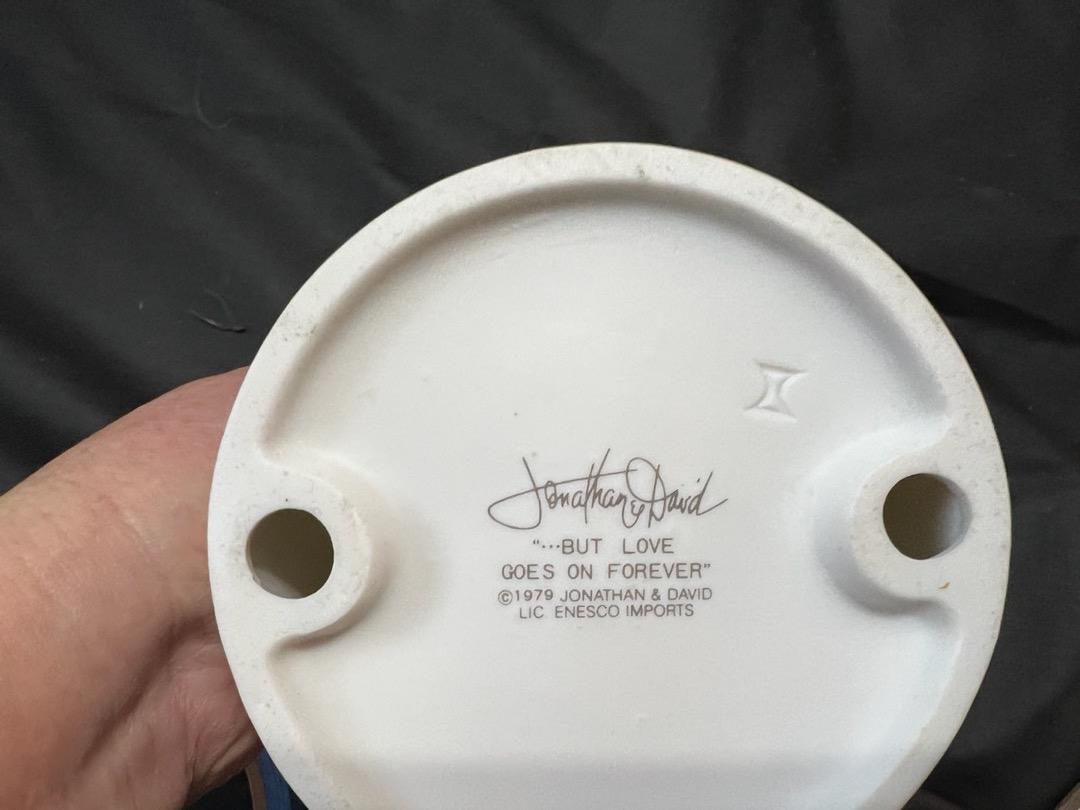 Jonathan & David
"...BUT LOVE
GOES ON FOREVER"
©1979 JONATHAN & DAVID
LIC. ENESCO IMPORTS